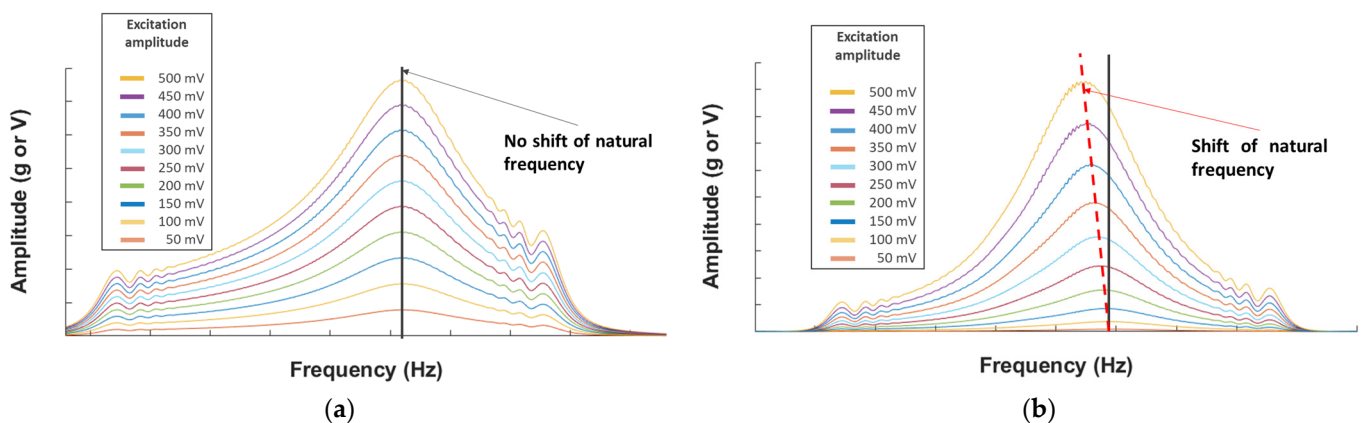 Excitation
amplitude
500 mV
450 mV
400 mV
350 mV
300 mV
250 mV
200 mV
150 mV
100 mV
50 mV
Amplitude (g or V)
No shift of natural
frequency
Frequency (Hz)
(a)
Excitation
amplitude
500 mV
450 mV
400 mV
350 mV
300 mV
250 mV
200 mV
150 mV
100 mV
50 mV
Amplitude (g or V)
Shift of natural
frequency
Frequency (Hz)
(b)